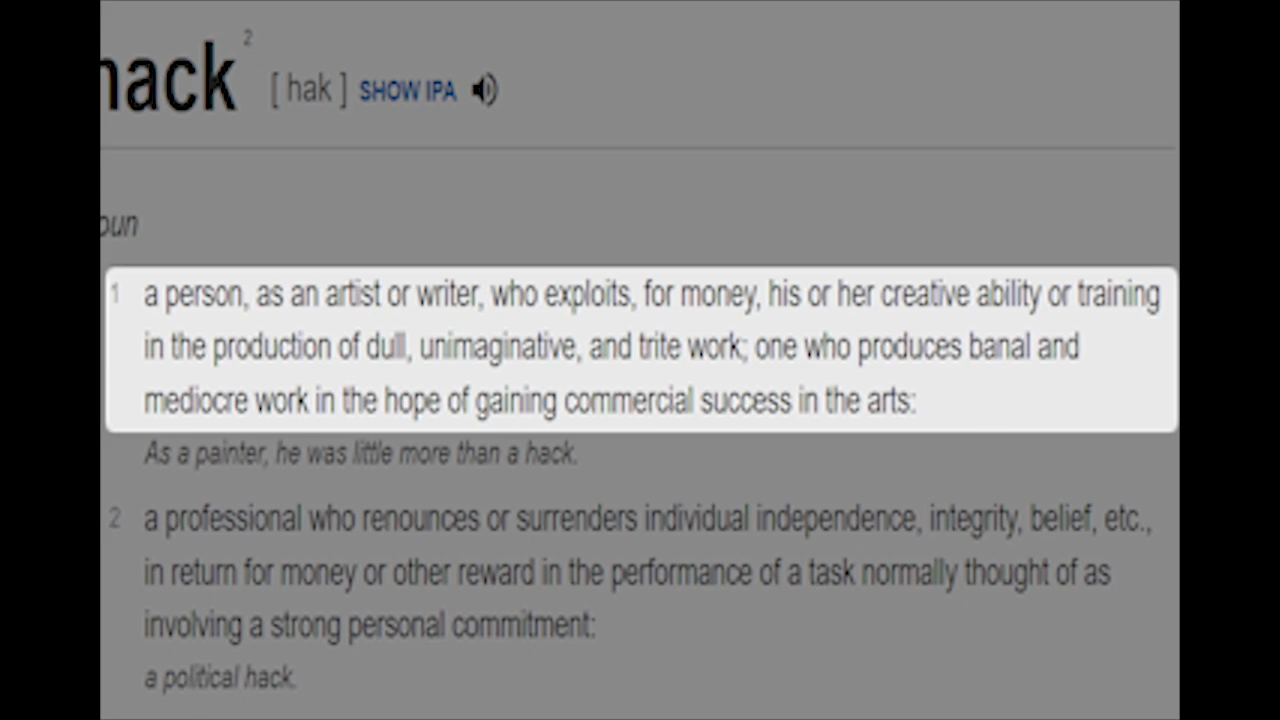 hack 2 [ hak ] SHOW IPA
noun
1 a person, as an artist or writer, who exploits, for money, his or her creative ability or training
in the production of dull, unimaginative, and trite work; one who produces banal and
mediocre work in the hope of gaining commercial success in the arts:
As a painter, he was little more than a hack.
2 a professional who renounces or surrenders individual independence, integrity, belief, etc.,
in return for money or other reward in the performance of a task normally thought of as
involving a strong personal commitment:
a political hack.